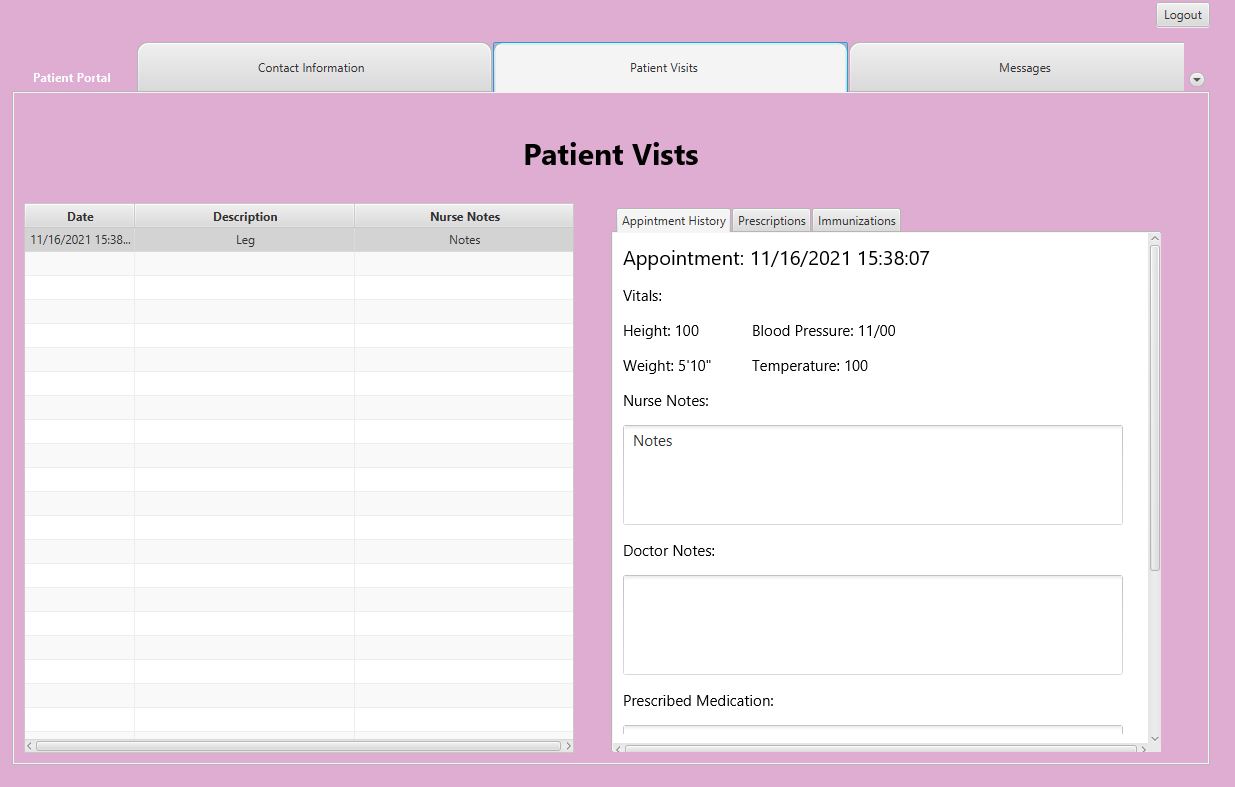 Logout
Patient Portal
Contact Information
Patient Visits
Messages
Patient Vists
Date Description Nurse Notes
11/16/2021 15:38... Leg Notes
Appintment History Prescriptions Immunizations
Appointment: 11/16/2021 15:38:07
Vitals:
Height: 100 Blood Pressure: 11/00
Weight: 5'10" Temperature: 100
Nurse Notes:
Notes
Doctor Notes:
Prescribed Medication: